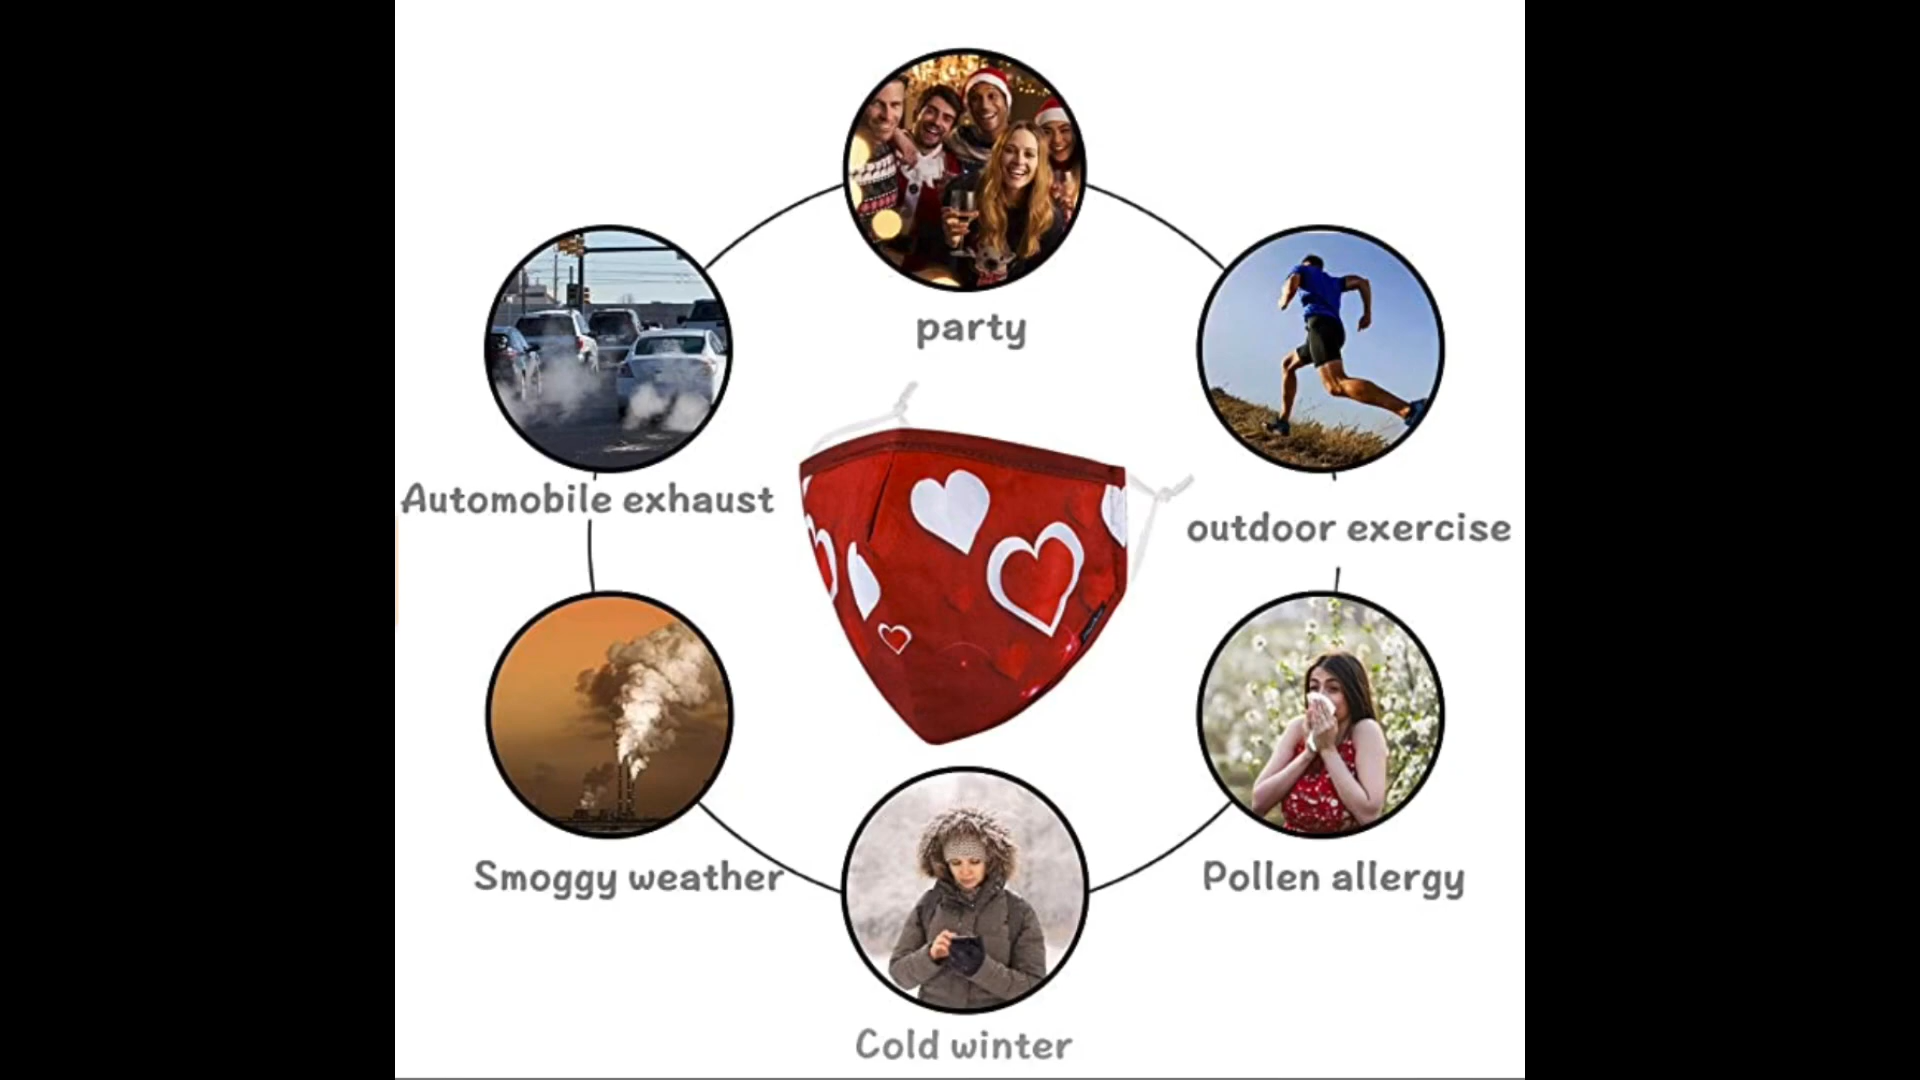 party
Automobile exhaust
outdoor exercise
Smoggy weather
Pollen allergy
Cold winter